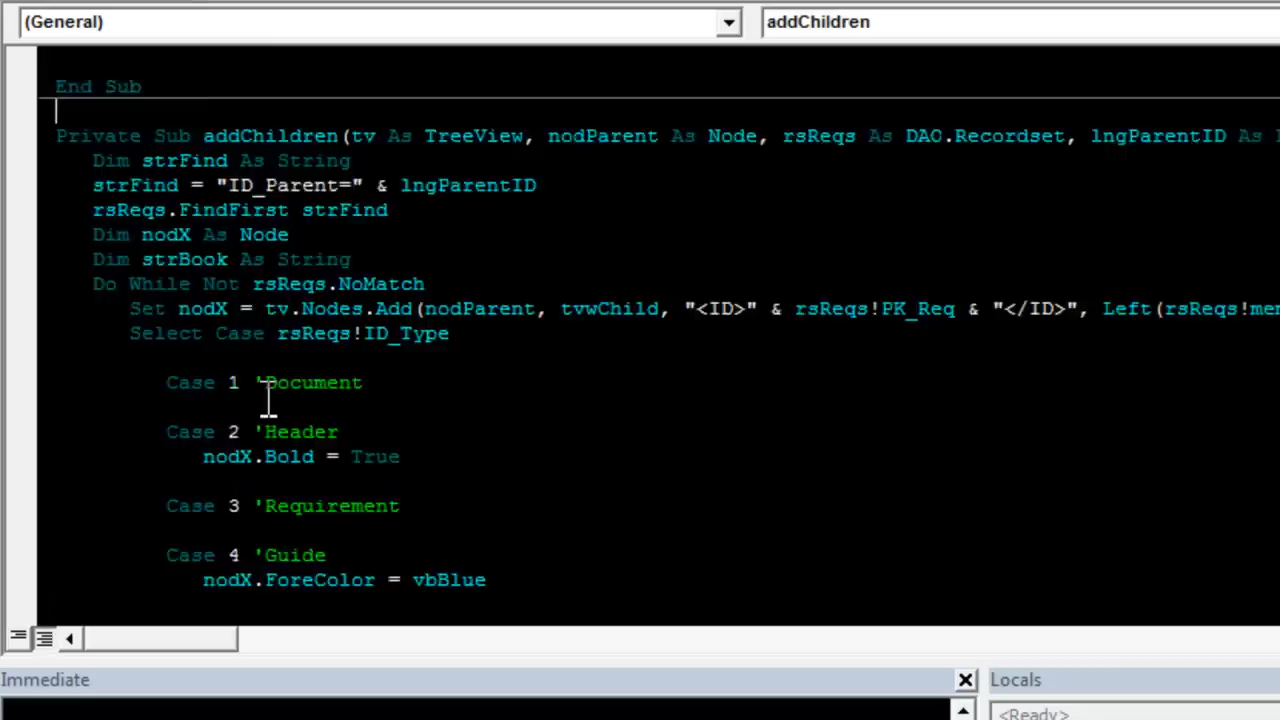 (General)
addChildren
End Sub
Private Sub addChildren(tv As TreeView, nodParent As Node, rsReqs As DAO.Recordset, lngParentID As
Dim strFind As String
strFind = "ID_Parent=" & lngParentID
rsReqs.FindFirst strFind
Dim nodX As Node
Dim strBook As String
Do While Not rsReqs.NoMatch
Set nodX = tv.Nodes.Add(nodParent, tvwChild, "<ID>" & rsReqs!PK_Req & "</ID>", Left(rsReqs!mem
Select Case rsReqs!ID_Type
Case 1 'Document
Case 2 'Header
nodX.Bold = True
Case 3 'Requirement
Case 4 'Guide
nodX.ForeColor = vbBlue
Immediate
Locals
<Ready>